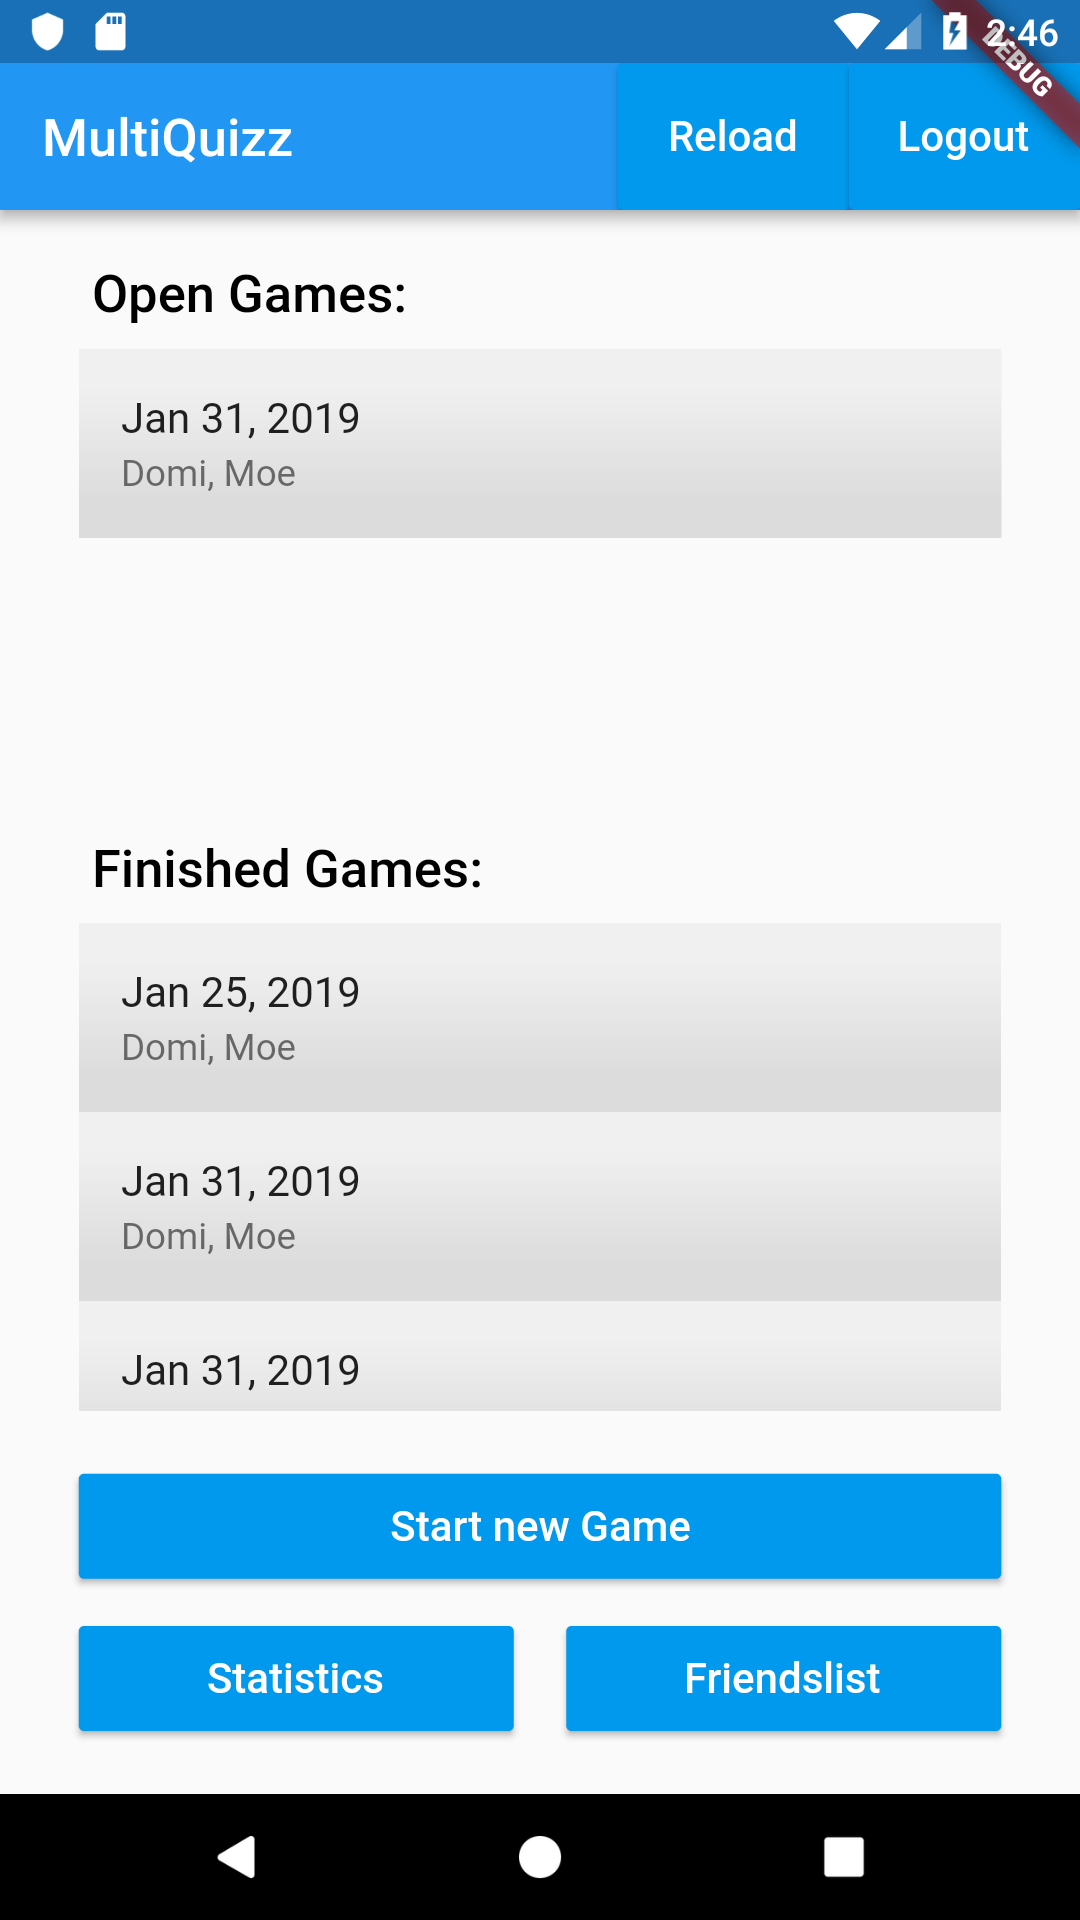 2:46
DEBUG
MultiQuizz
Reload
Logout
Open Games:
Jan 31, 2019
Domi, Moe
Finished Games:
Jan 25, 2019
Domi, Moe
Jan 31, 2019
Domi, Moe
Jan 31, 2019
Start new Game
Statistics
Friendslist